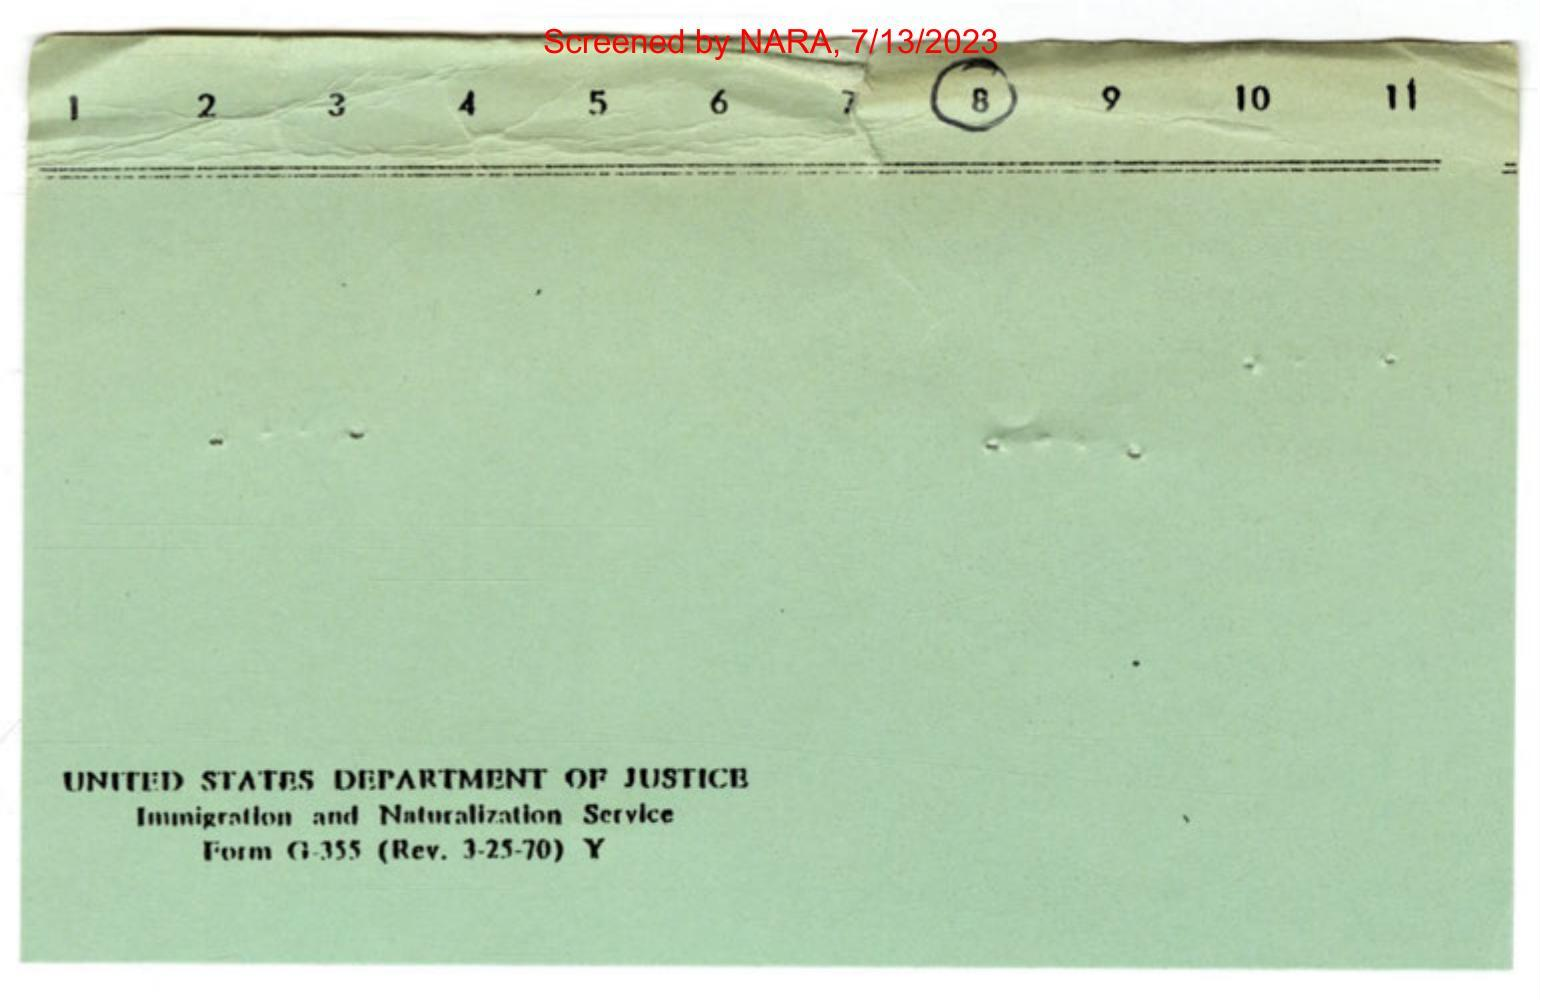 Screened by NARA, 7/13/2023
1 2 3 4 5 6 7 8 9 10 11
UNITED STATES DEPARTMENT OF JUSTICE
Immigration and Naturalization Service
Form G-355 (Rev. 3-25-70) Y